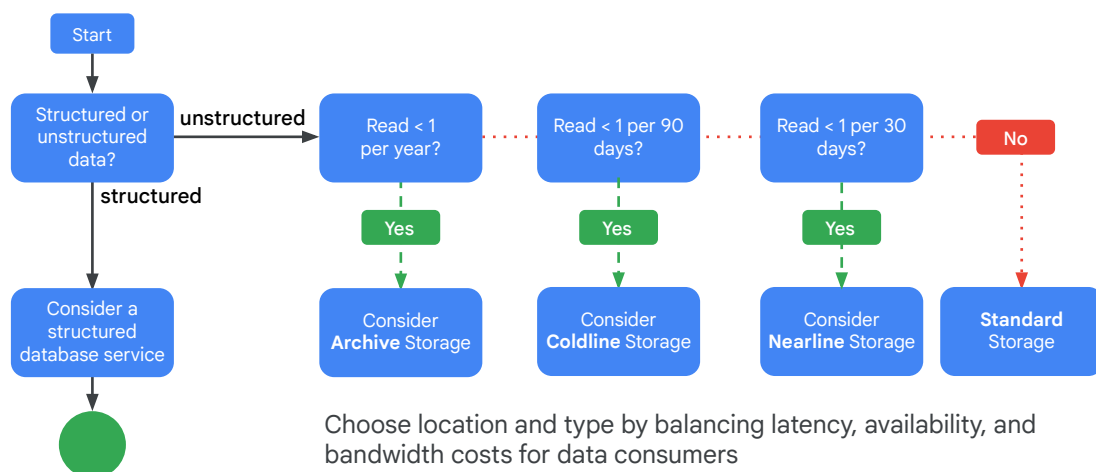 Start
Structured or
unstructured
data?
unstructured
structured
Read < 1
per year?
Read < 1 per 90
days?
Read < 1 per 30
days?
No
Yes
Yes
Yes
Consider a
structured
database service
Consider
Archive Storage
Consider
Coldline Storage
Consider
Nearline Storage
Standard
Storage
Choose location and type by balancing latency, availability, and
bandwidth costs for data consumers